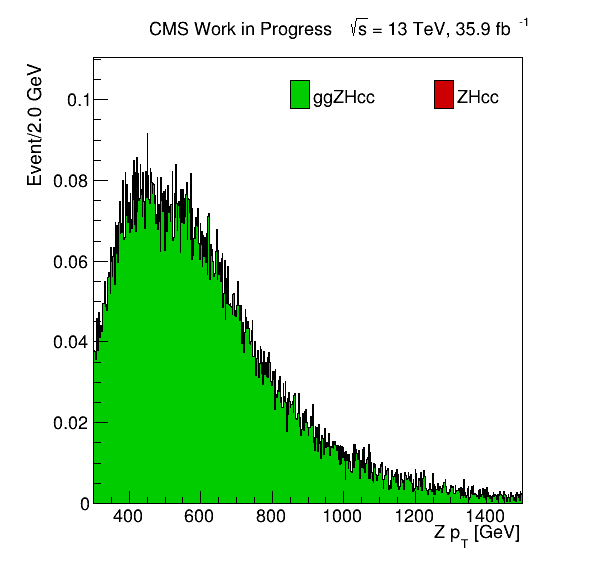 CMS Work in Progress √s = 13 TeV, 35.9 fb -1
Event/2.0 GeV
ggZHcc
ZHcc
0.1
0.08
0.06
0.04
0.02
0
400 600 800 1000 1200 1400
Z pT [GeV]